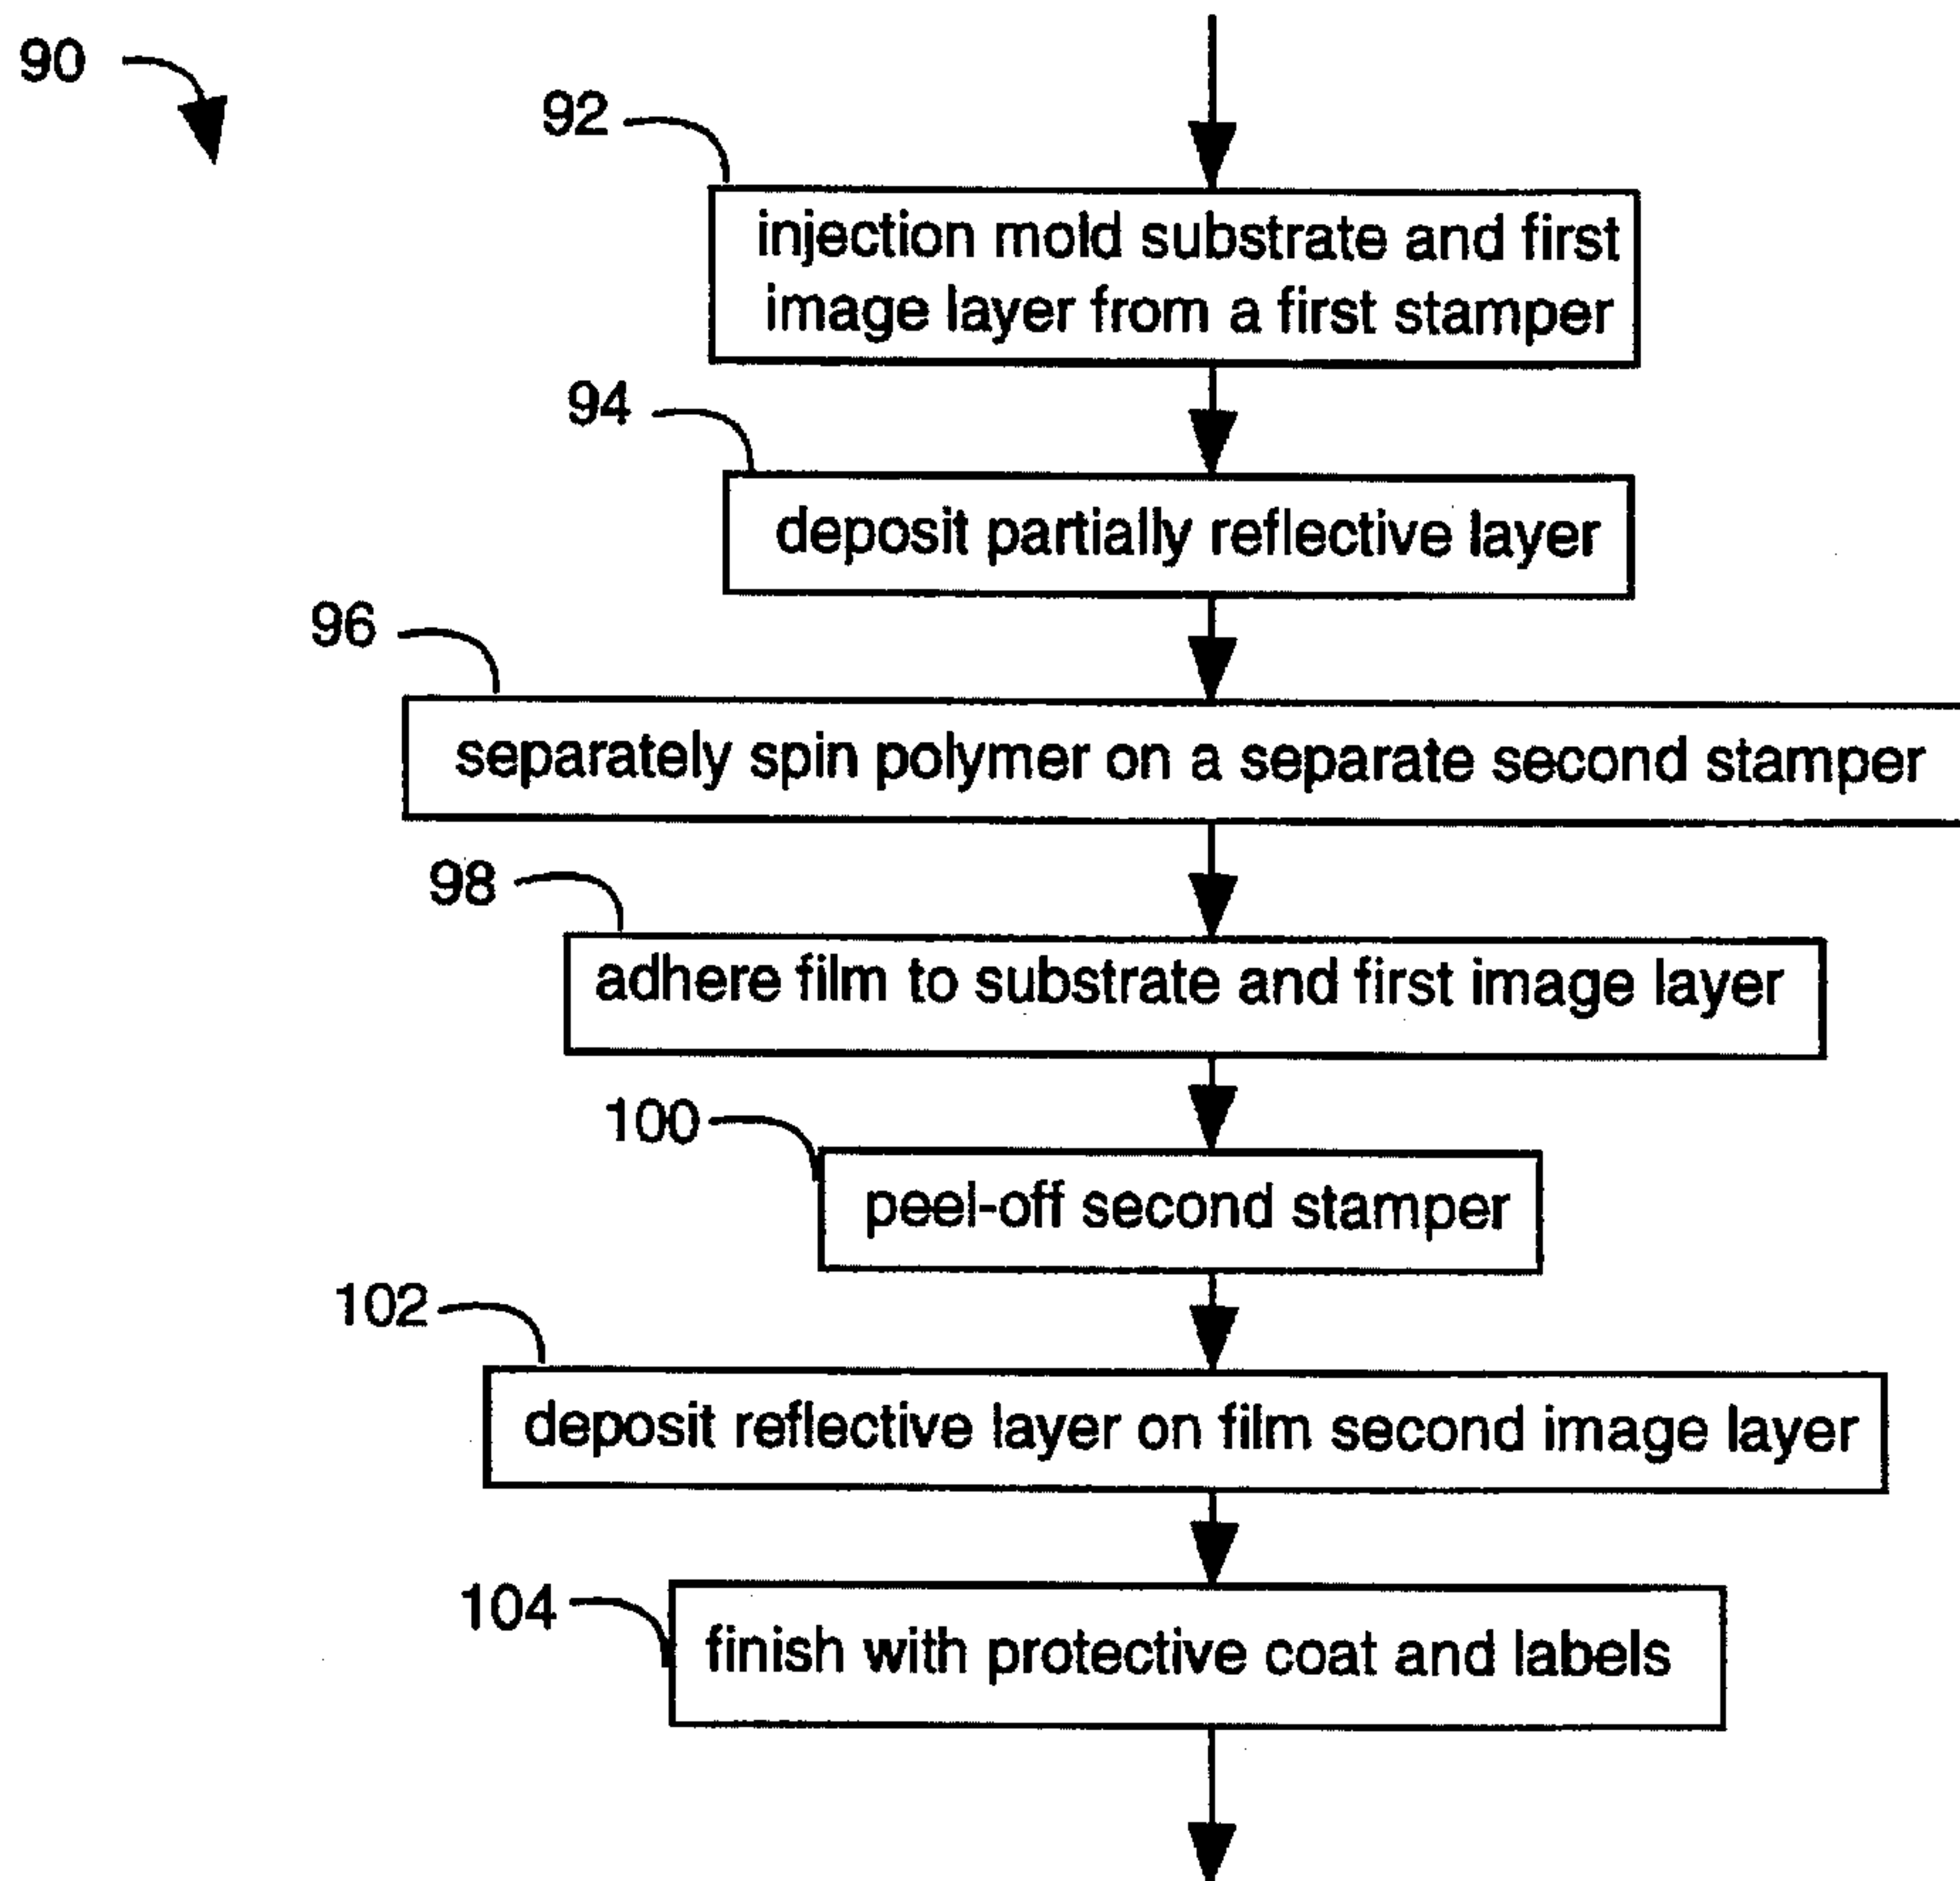 90
92
injection mold substrate and first
image layer from a first stamper
94
deposit partially reflective layer
96
separately spin polymer on a separate second stamper
98
adhere film to substrate and first image layer
100
peel-off second stamper
102
deposit reflective layer on film second image layer
104
finish with protective coat and labels